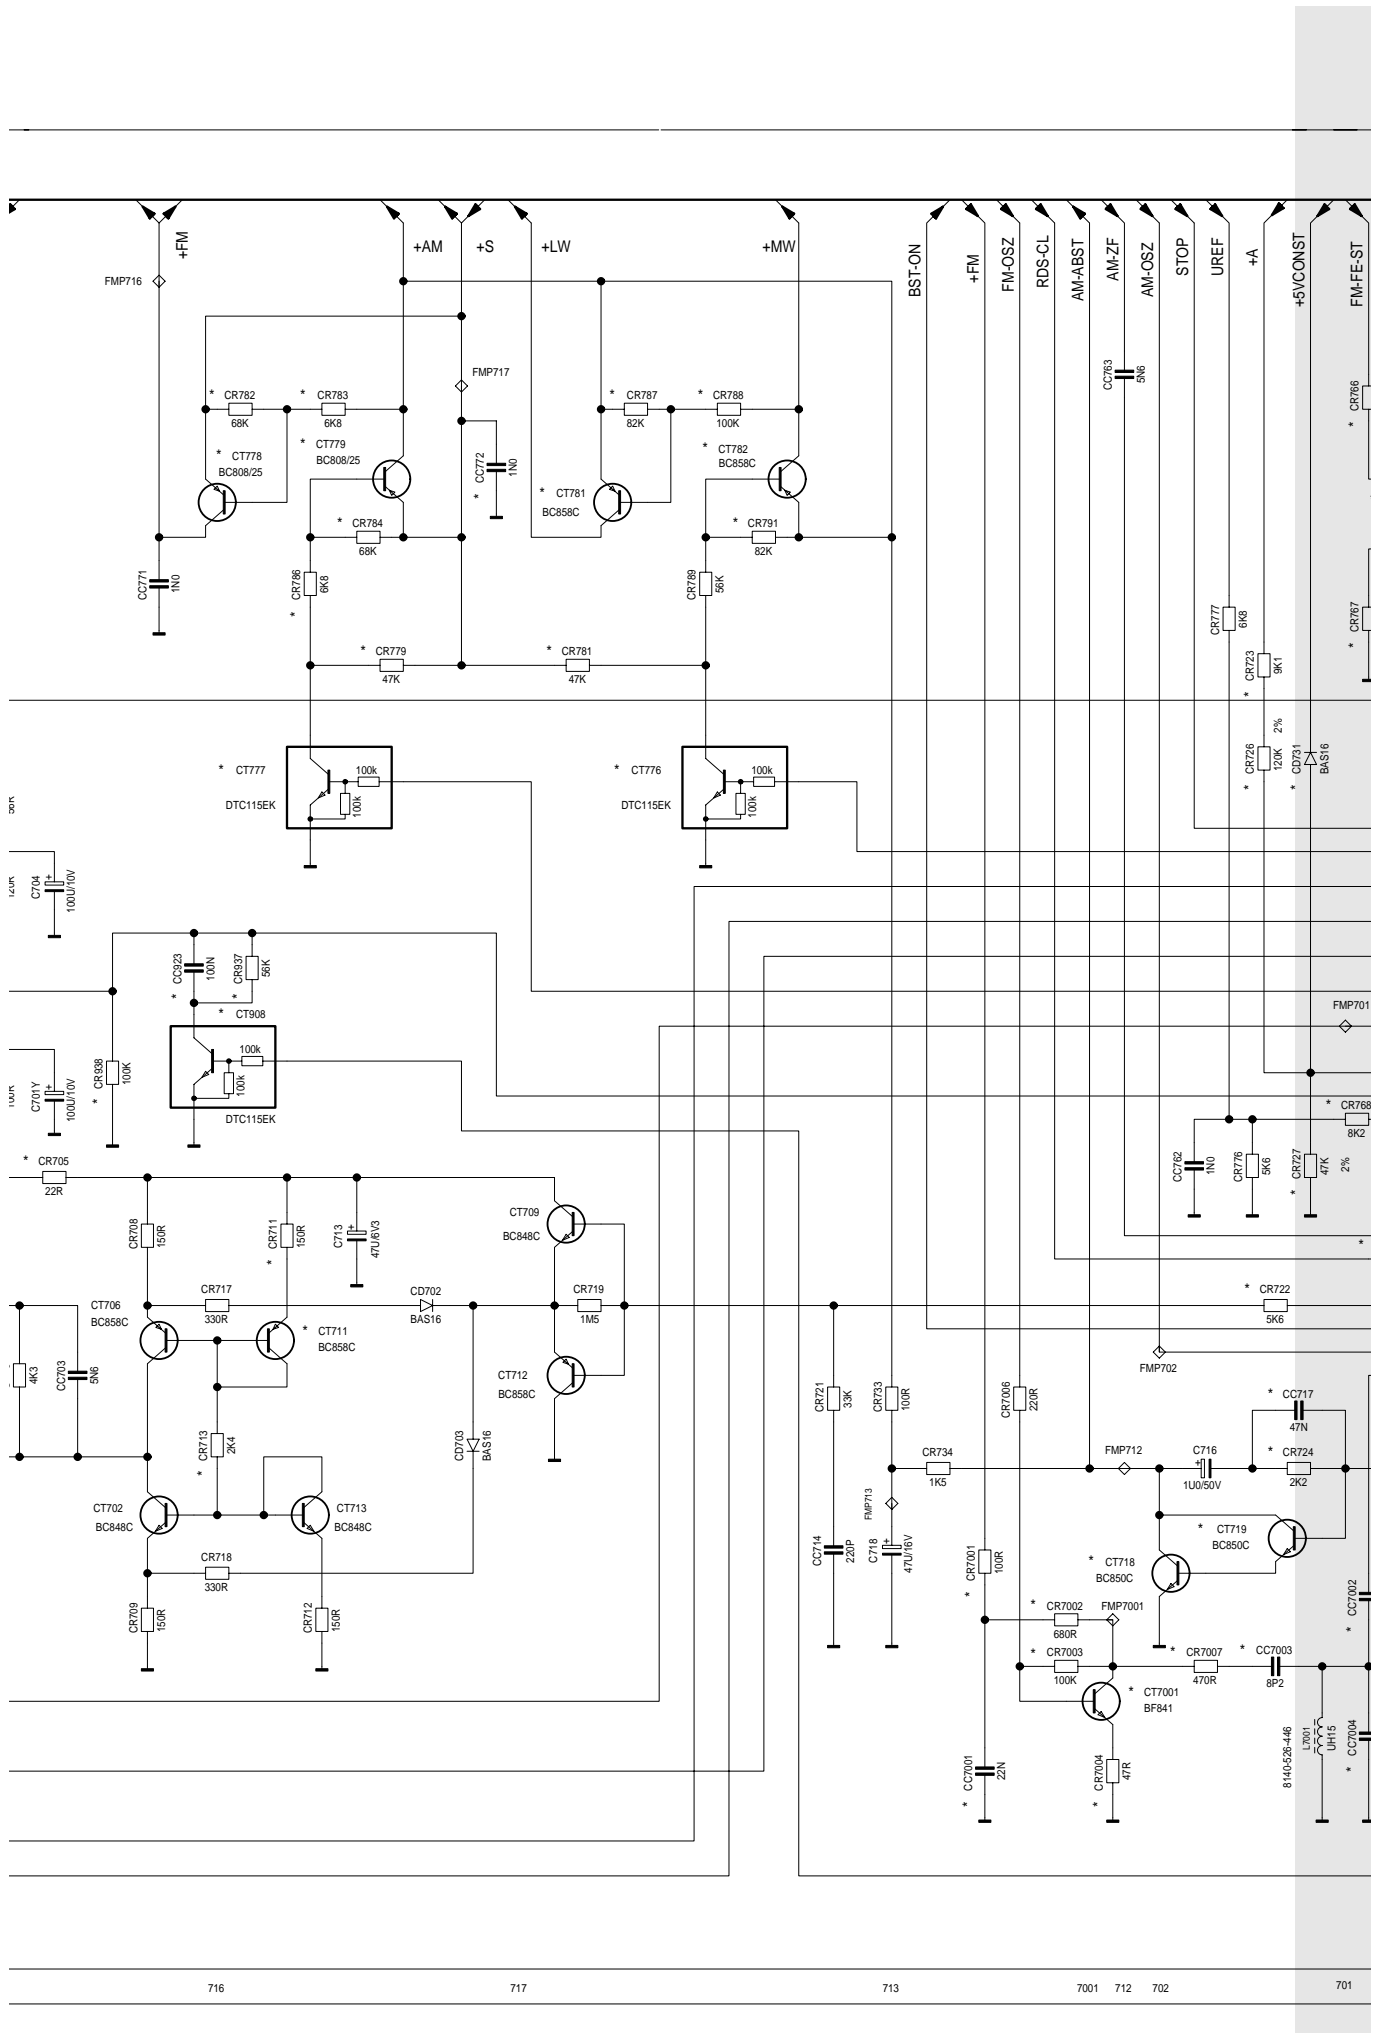 +FM
+AM
+S
+LW
+MW
BST-ON
+FM
FM-OSZ
RDS-CL
AM-ABST
AM-ZF
AM-OSZ
STOP
UREF
+A
+5VCONST
FM-FE-ST
FMP716
FMP717
CC763
5N6
* CR782
68K
* CR783
6K8
* CR787
82K
* CR788
100K
CR766
*
* CT778
BC808/25
* CT779
BC808/25
CC772
1N0
*
* CT781
BC858C
* CT782
BC858C
* CR784
68K
* CR791
82K
CC771
1N0
CR786
6K8
*
CR789
56K
CR777
6K8
CR767
*
* CR779
47K
* CR781
47K
CR723
9K1
*
CR726
120K
2%
*
CD731
BAS16
*
* CT777
DTC115EK
100k
100k
* CT776
DTC115EK
100k
100k
C704
+
100U/10V
CC923
100N
*
CR937
56K
*
* CT908
100k
100k
DTC115EK
CR938
100K
*
C701Y
+
100U/10V
FMP701
* CR768
8K2
CC762
1N0
CR776
5K6
CR727
47K
2%
*
* CR705
22R
CR708
150R
CR711
150R
*
C713
+
47U/6V3
CT709
BC848C
*
CR717
330R
CD702
BAS16
CR719
1M5
* CR722
5K6
CT706
BC858C
* CT711
BC858C
CT712
BC858C
FMP702
4K3
CC703
5N6
CR713
2K4
*
CD703
BAS16
CR721
33K
CR733
100R
CR7006
220R
* CC717
47N
CR734
1K5
FMP712
C716
+
1U0/50V
* CR724
2K2
CT702
BC848C
CT713
BC848C
FMP713
CC714
220P
C718
+
47U/16V
CR7001
100R
*
* CT718
BC850C
* CT719
BC850C
CR718
330R
CR709
150R
CR712
150R
* CR7002
680R
FMP7001
CC7002
*
* CR7003
100K
* CR7007
470R
* CC7003
8P2
* CT7001
BF841
CC7001
22N
*
CR7004
47R
*
8140-526-446
L7001
UH15
CC7004
*
716
717
713
7001
712
702
701